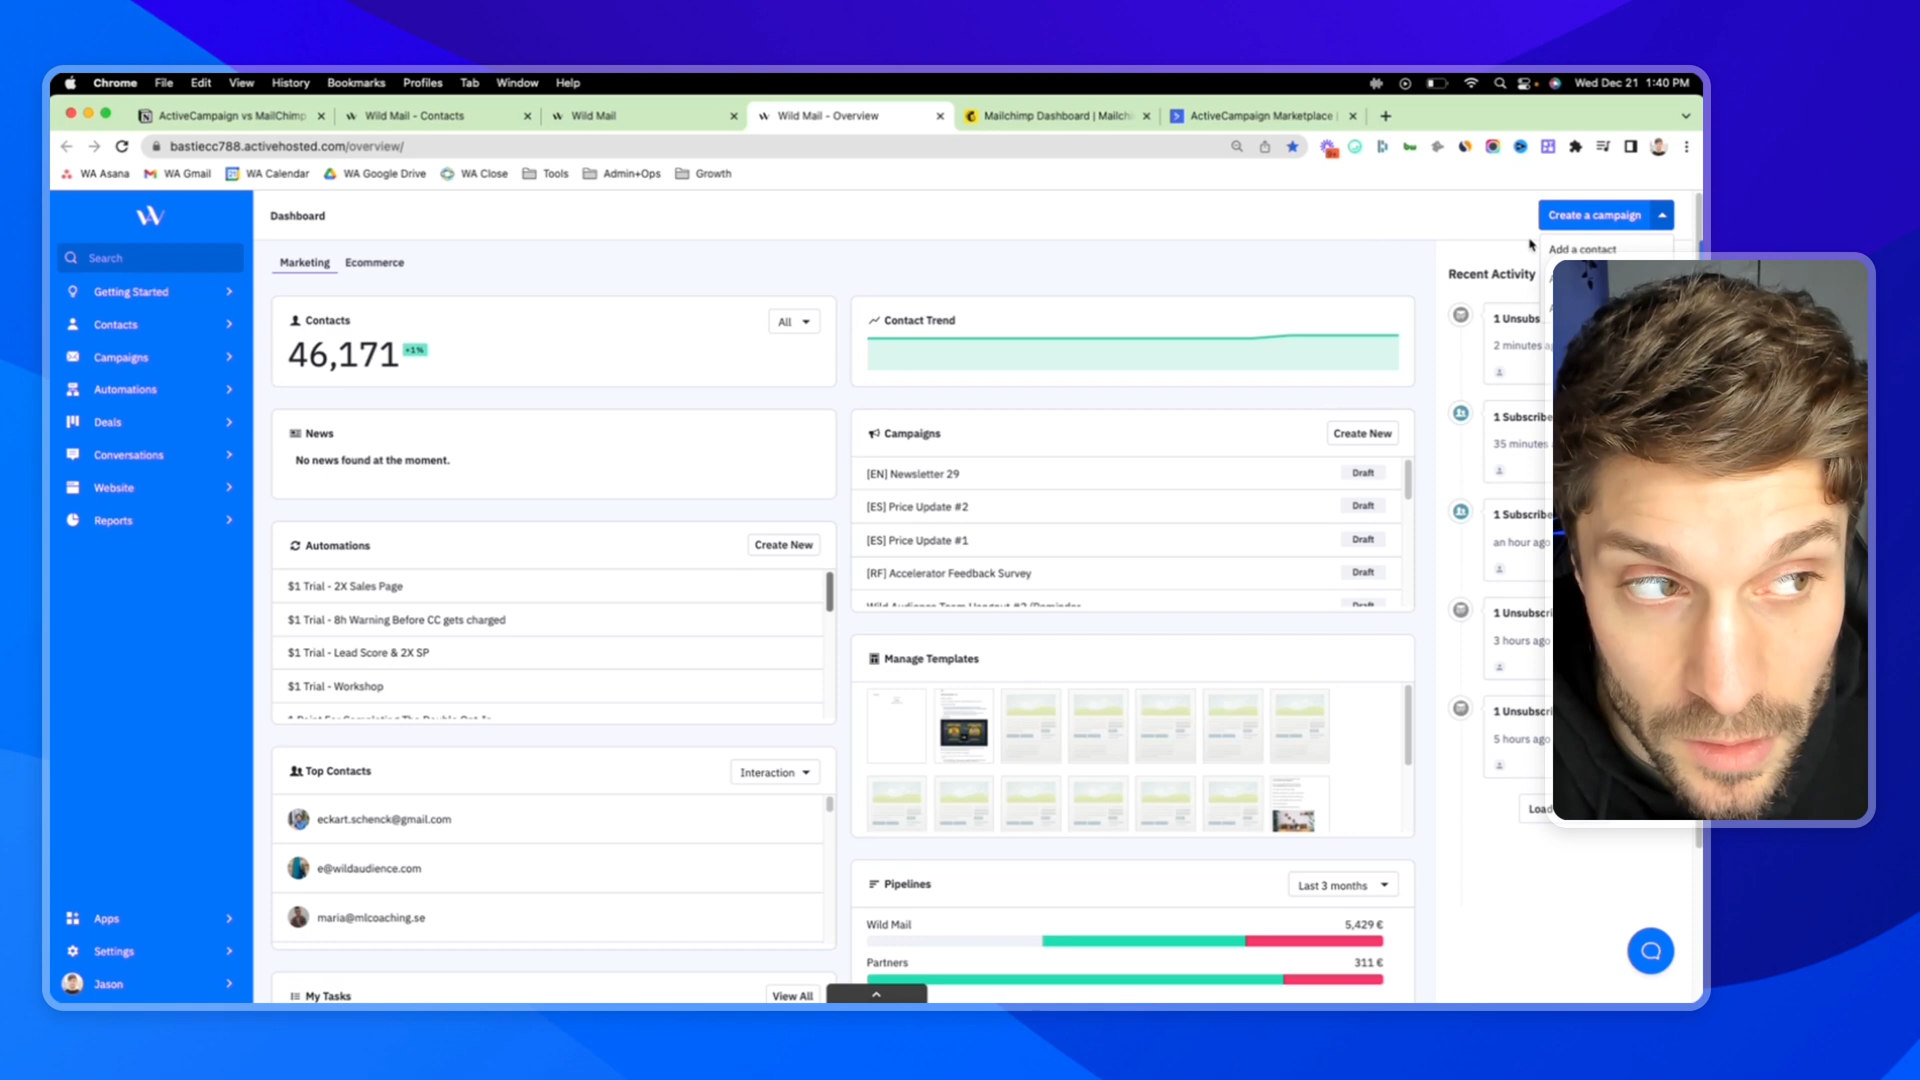 Chrome File Edit View History Bookmarks Profiles Tab Window Help Wed Dec 21 1:40 PM
ActiveCampaign vs MailChimp Wild Mail - Contacts Wild Mail Wild Mail - Overview Mailchimp Dashboard | Mailch ActiveCampaign Marketplace |
bastiecc788.activehosted.com/overview/
WA Asana WA Gmail WA Calendar WA Google Drive WA Close Tools Admin+Ops Growth
Search
Getting Started
Contacts
Campaigns
Automations
Deals
Conversations
Website
Reports
Apps
Settings
Jason
Dashboard
Create a campaign
Add a contact
Marketing Ecommerce
Contacts
All
46,171 +1%
News
No news found at the moment.
Automations
Create New
$1 Trial - 2X Sales Page
$1 Trial - 8h Warning Before CC gets charged
$1 Trial - Lead Score & 2X SP
$1 Trial - Workshop
Top Contacts
Interaction
eckart.schenck@gmail.com
e@wildaudience.com
maria@mlcoaching.se
My Tasks
View All
Contact Trend
Campaigns
Create New
[EN] Newsletter 29 Draft
[ES] Price Update #2 Draft
[ES] Price Update #1 Draft
[RF] Accelerator Feedback Survey Draft
Wild Audience Team Hangout #2 (Reminder Draft
Manage Templates
Pipelines
Last 3 months
Wild Mail 5,429 €
Partners 311 €
Recent Activity
1 Unsubs
2 minutes
1 Subscribe
35 minutes
1 Subscribe
an hour ago
1 Unsubscri
3 hours ago
1 Unsubscri
5 hours ago
Load